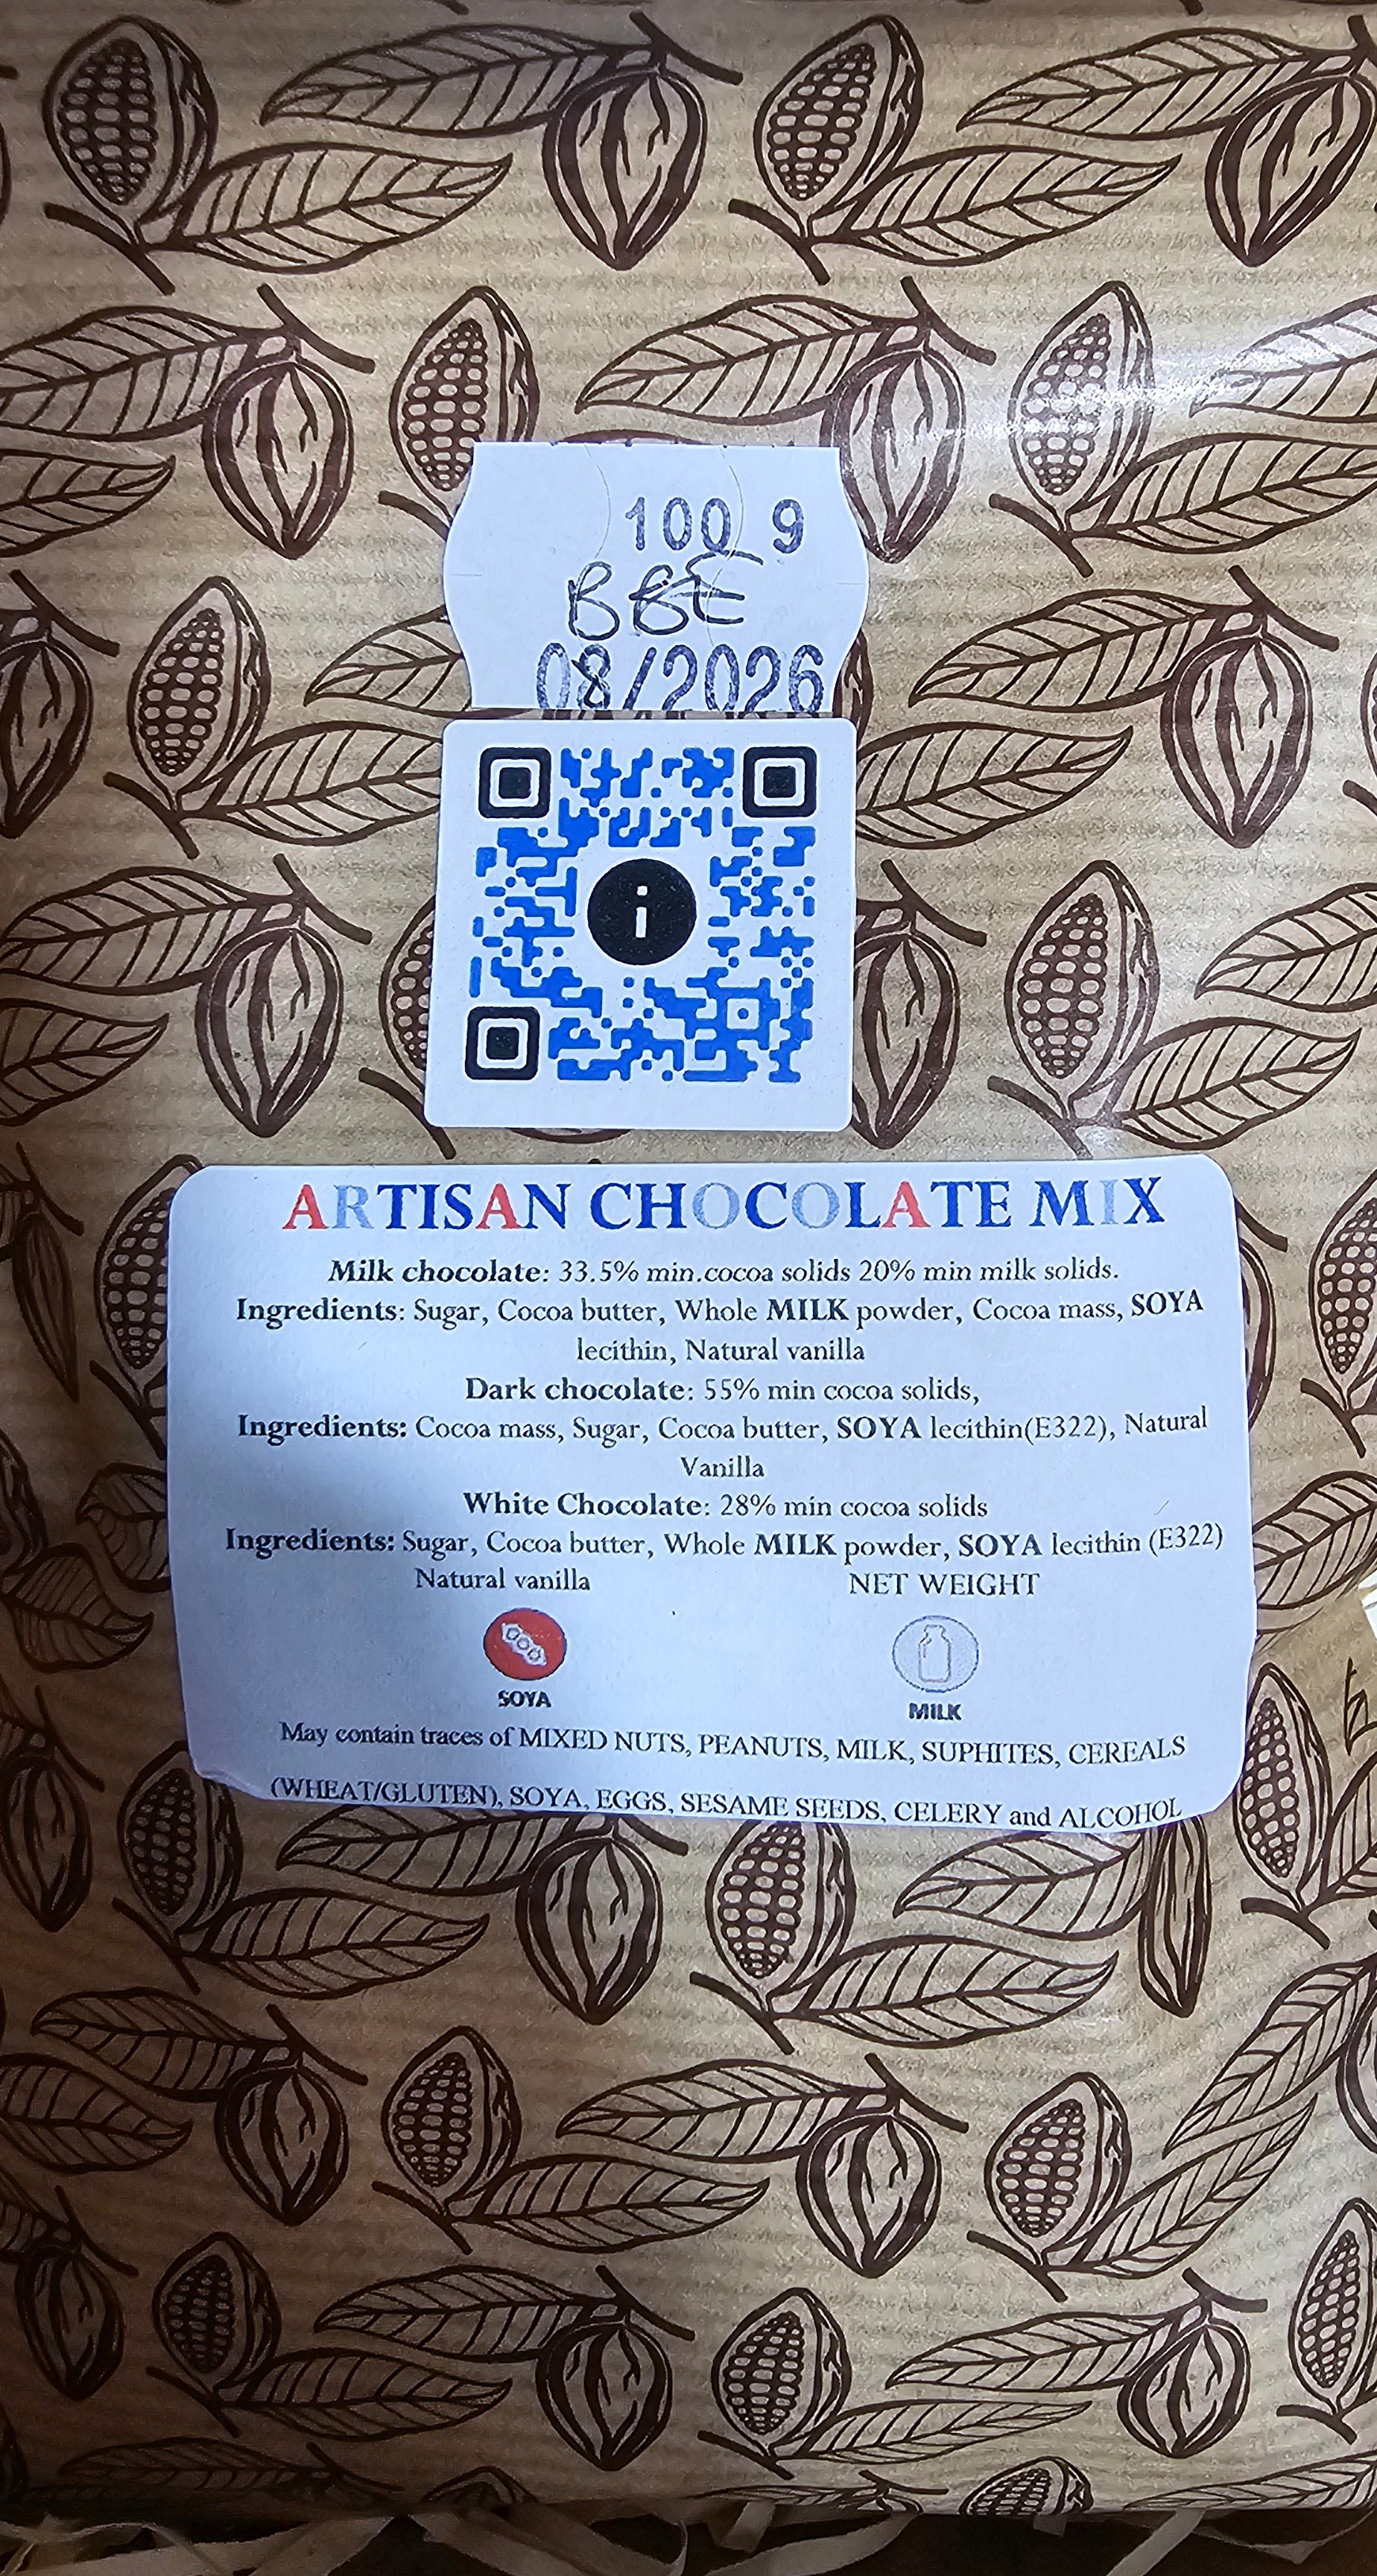 100 g
BBE
08/2026
i
ARTISAN CHOCOLATE MIX
Milk chocolate: 33.5% min.cocoa solids 20% min milk solids.
Ingredients: Sugar, Cocoa butter, Whole MILK powder, Cocoa mass, SOYA
lecithin, Natural vanilla
Dark chocolate: 55% min cocoa solids,
Ingredients: Cocoa mass, Sugar, Cocoa butter, SOYA lecithin(E322), Natural
Vanilla
White Chocolate: 28% min cocoa solids
Ingredients: Sugar, Cocoa butter, Whole MILK powder, SOYA lecithin (E322)
Natural vanilla NET WEIGHT
SOYA MILK
May contain traces of MIXED NUTS, PEANUTS, MILK, SUPHITES, CEREALS
(WHEAT/GLUTEN), SOYA, EGGS, SESAME SEEDS, CELERY and ALCOHOL